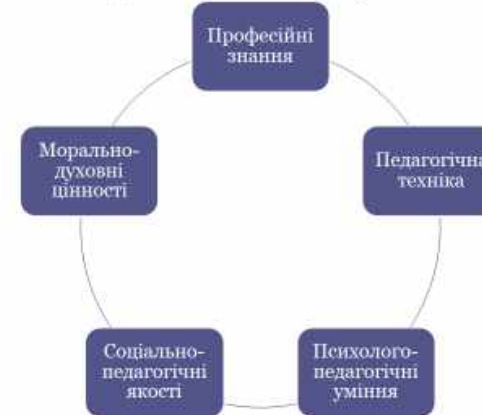 Професійні
знання
Педагогічна
техніка
Психолого-
педагогічні
уміння
Соціально-
педагогічні
якості
Морально-
духовні
цінності